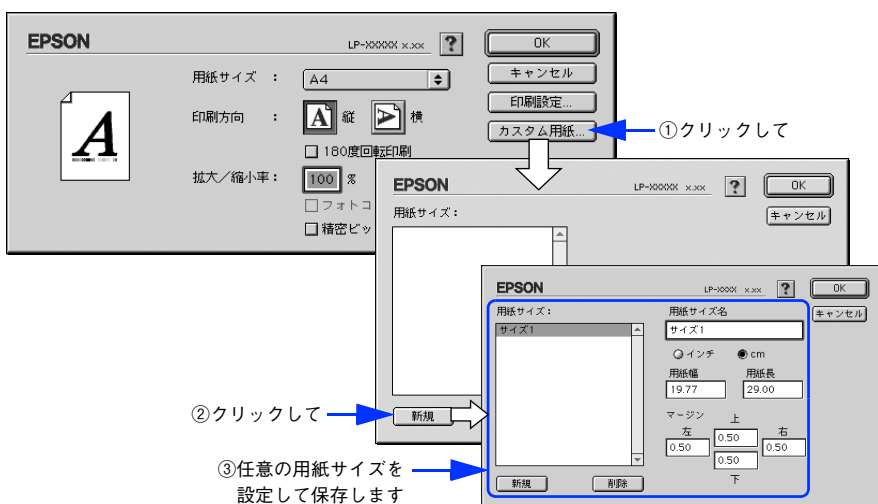 EPSON
LP-XXXXX x.xx
?
OK
用紙サイズ :
A4
キャンセル
印刷方向 :
A
縦
A
横
印刷設定...
カスタム用紙...
①クリックして
A
180度回転印刷
拡大/縮小率:
100 %
フォトコ
精密ビッ
EPSON
LP-XXXXX x.xx
?
OK
用紙サイズ:
キャンセル
②クリックして
新規
EPSON
LP-XXXX x.xx
?
OK
キャンセル
用紙サイズ:
サイズ1
用紙サイズ名
サイズ1
インチ
cm
用紙幅
用紙長
19.77
29.00
マージン
上
左
右
0.50
0.50
0.50
0.50
下
新規
削除
③任意の用紙サイズを
設定して保存します